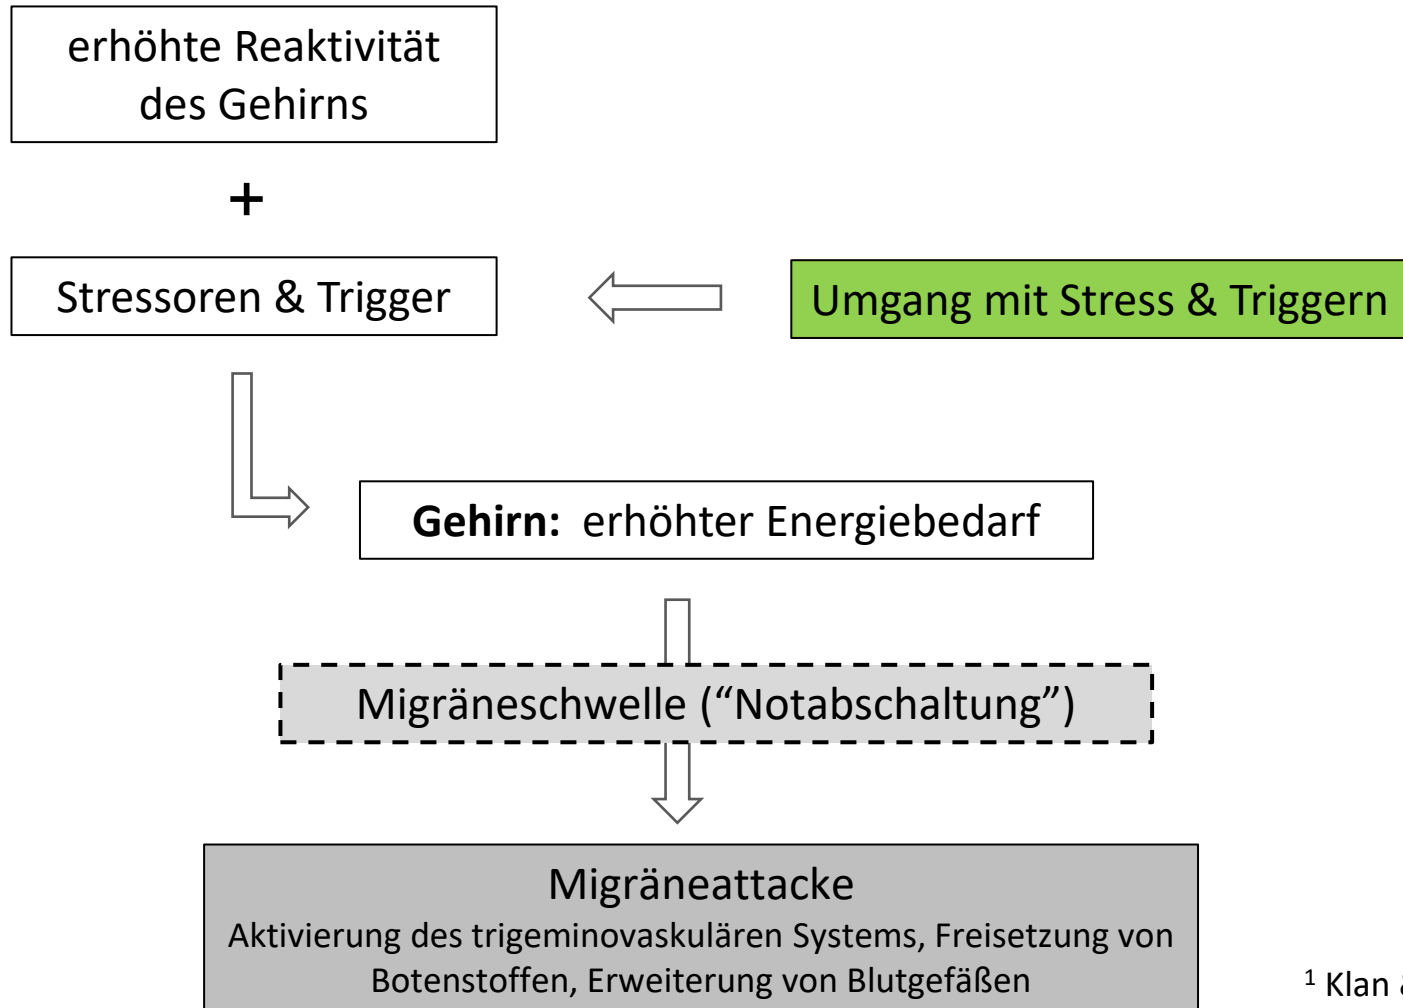 erhöhte Reaktivität
des Gehirns
+
Stressoren & Trigger
Umgang mit Stress & Triggern
Gehirn: erhöhter Energiebedarf
Migräneschwelle (“Notabschaltung”)
Migräneattacke
Aktivierung des trigeminovaskulären Systems, Freisetzung von
Botenstoffen, Erweiterung von Blutgefäßen
¹ Klan &